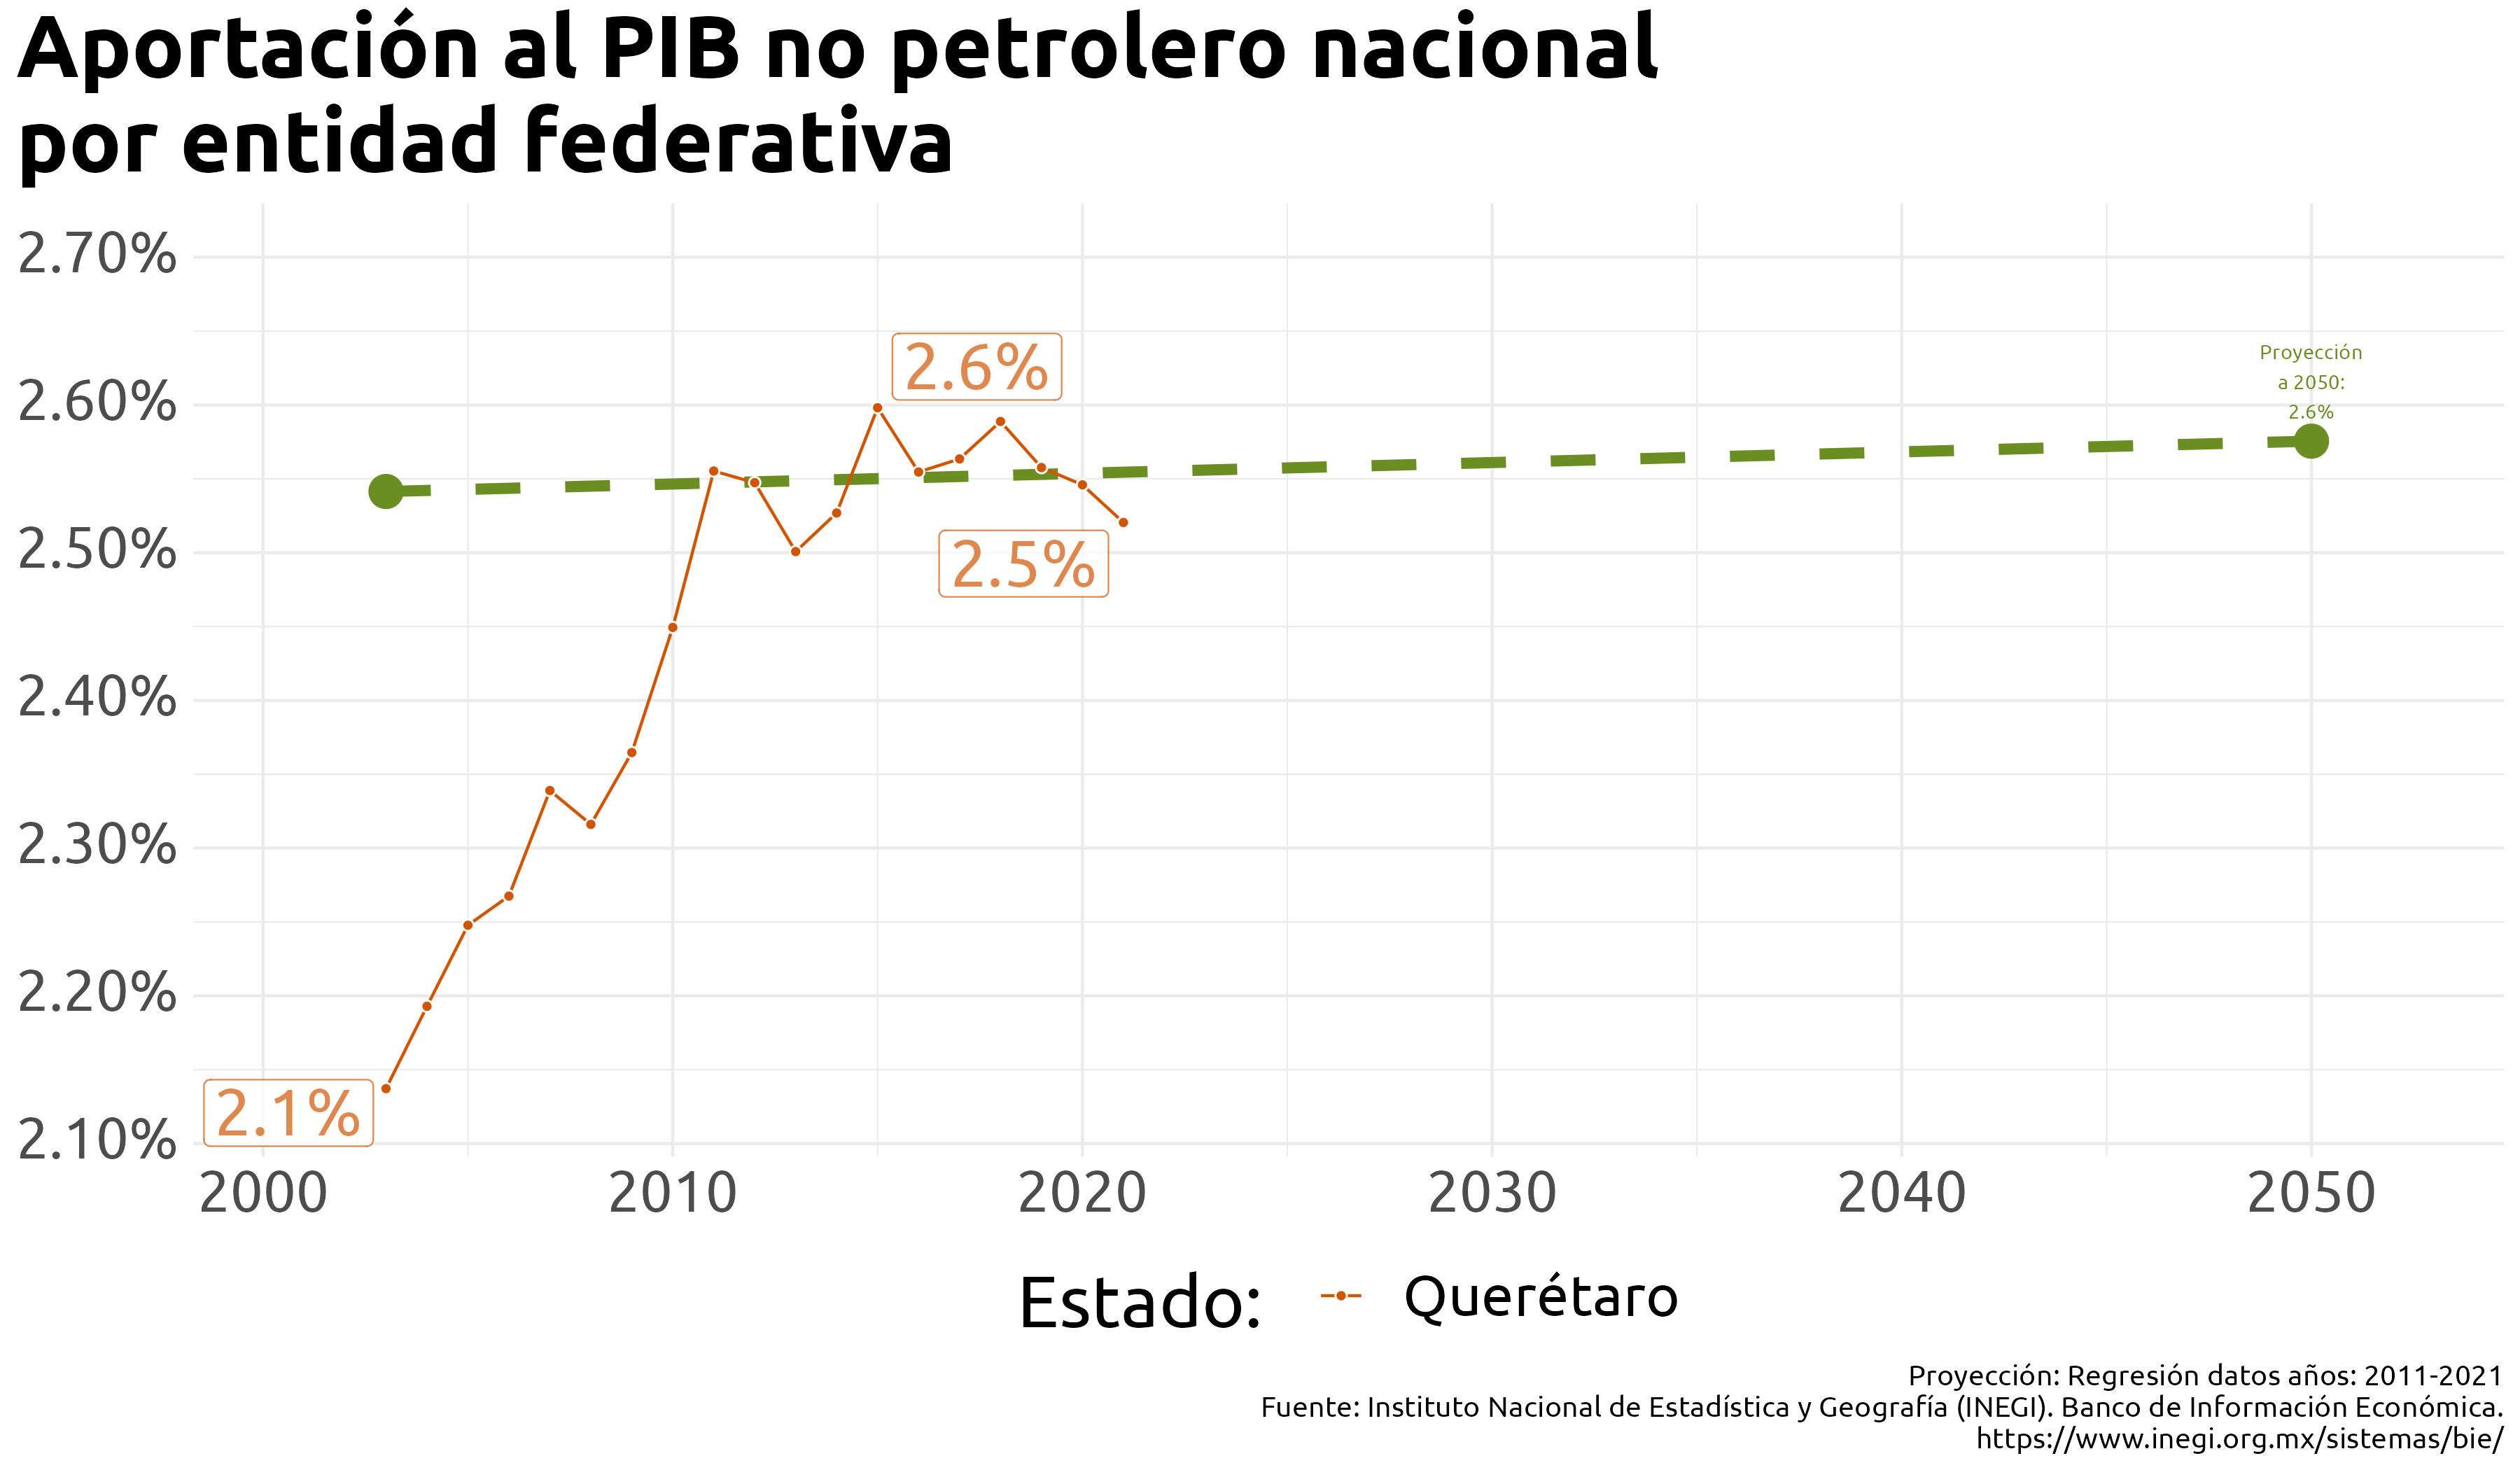 Aportación al PIB no petrolero nacional
por entidad federativa
2.70%
2.60%
2.50%
2.40%
2.30%
2.20%
2.10%
2.6%
2.5%
2.1%
Proyección
a 2050:
2.6%
2000 2010 2020 2030 2040 2050
Estado: Querétaro
Proyección: Regresión datos años: 2011-2021
Fuente: Instituto Nacional de Estadística y Geografía (INEGI). Banco de Información Económica.
https://www.inegi.org.mx/sistemas/bie/